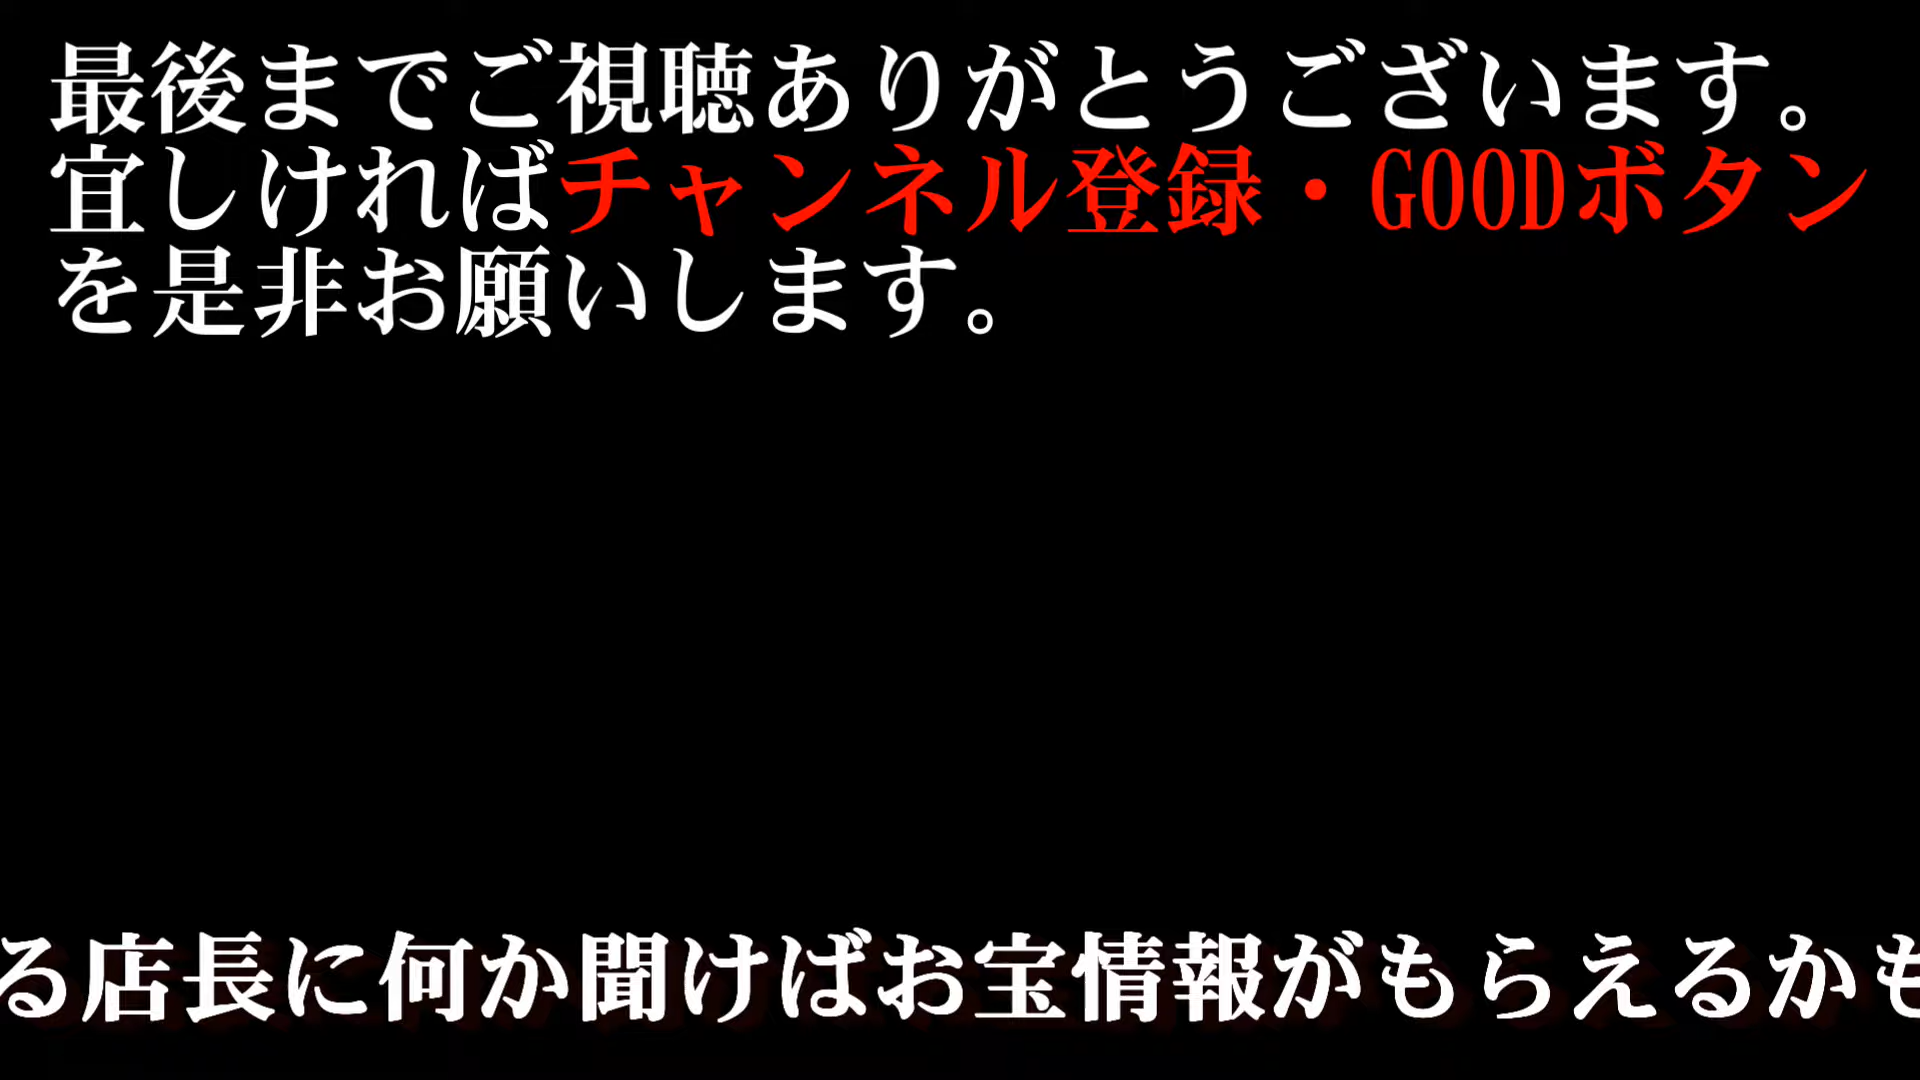 最後までご視聴ありがとうございます。
宜しければチャンネル登録・GOODボタン
を是非お願いします。
る店長に何か聞けばお宝情報がもらえるかも